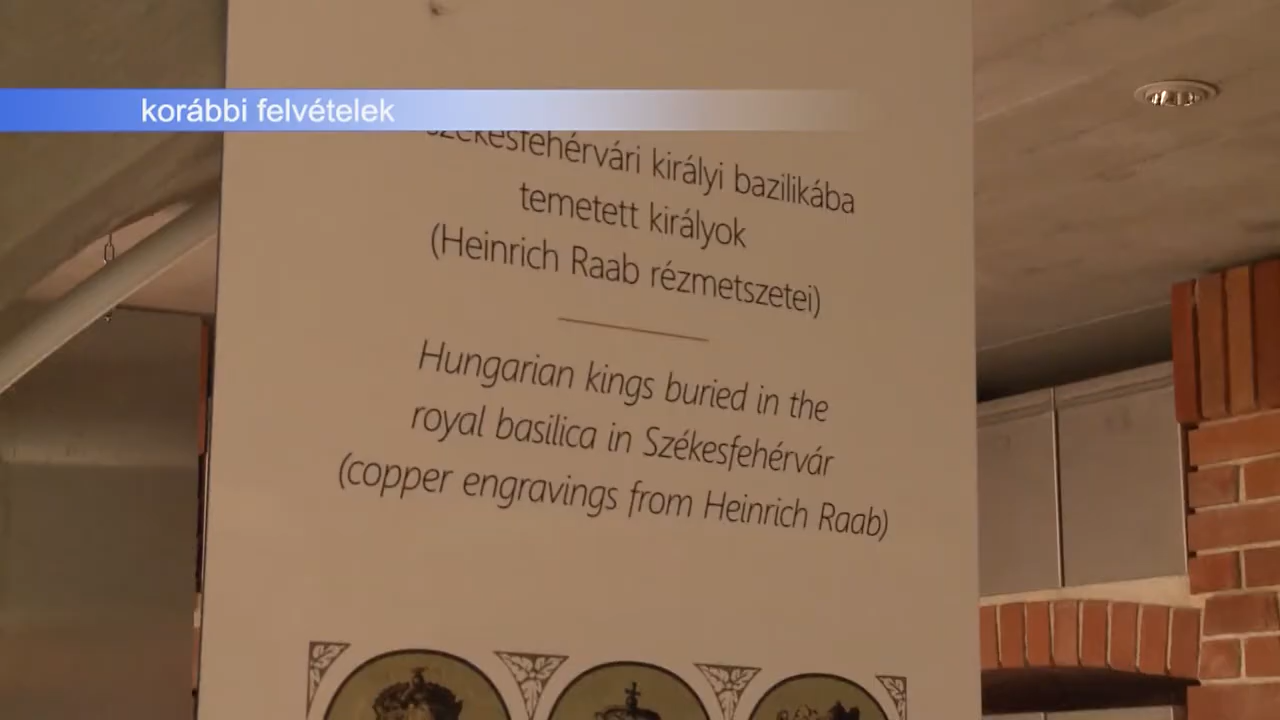 korábbi felvételek
székesfehérvári királyi bazilikába
temetett királyok
(Heinrich Raab rézmetszetei)
Hungarian kings buried in the
royal basilica in Székesfehérvár
(copper engravings from Heinrich Raab)